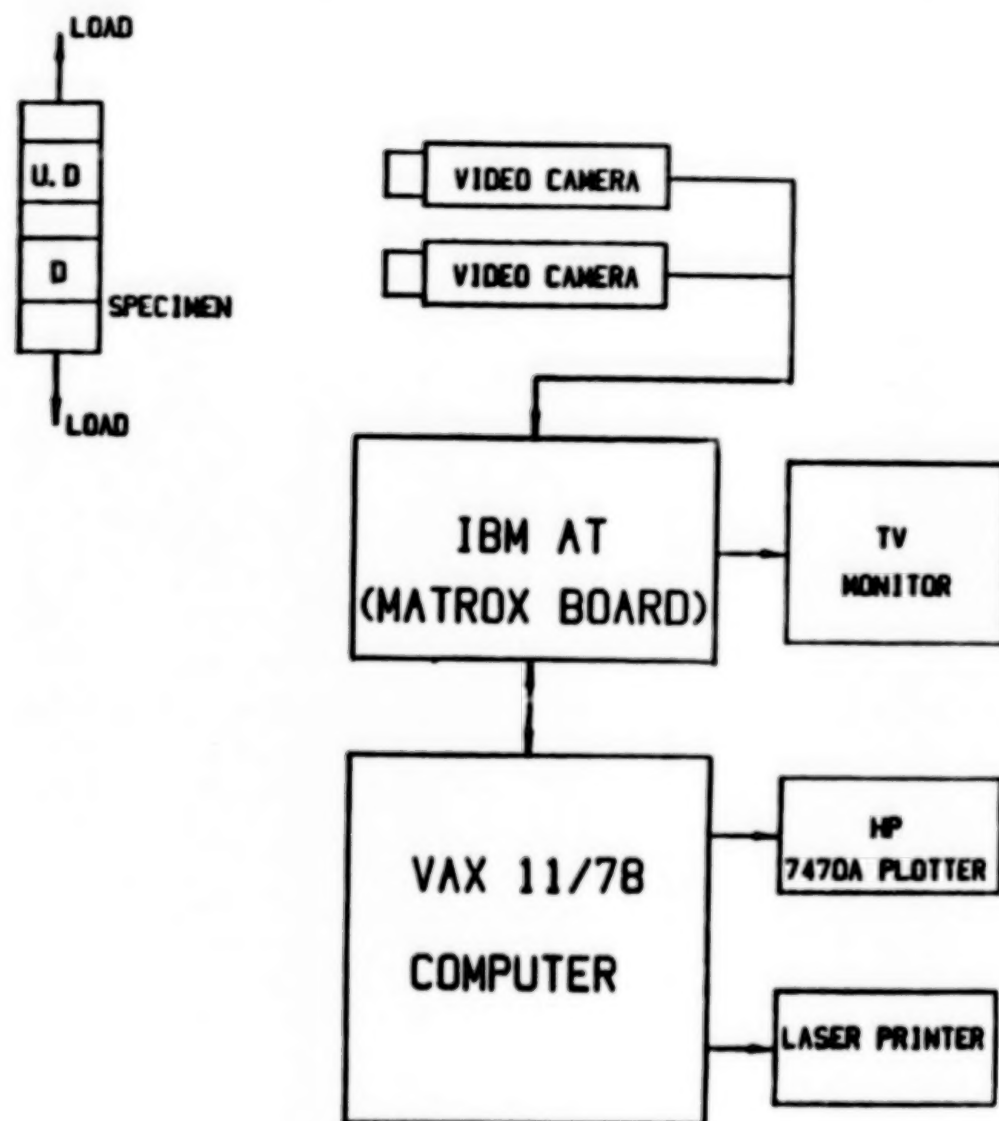 LOAD
U.D
D
SPECIMEN
LOAD
VIDEO CAMERA
VIDEO CAMERA
IBM AT
(MATROX BOARD)
TV
MONITOR
VAX 11/78
COMPUTER
HP
7470A PLOTTER
LASER PRINTER